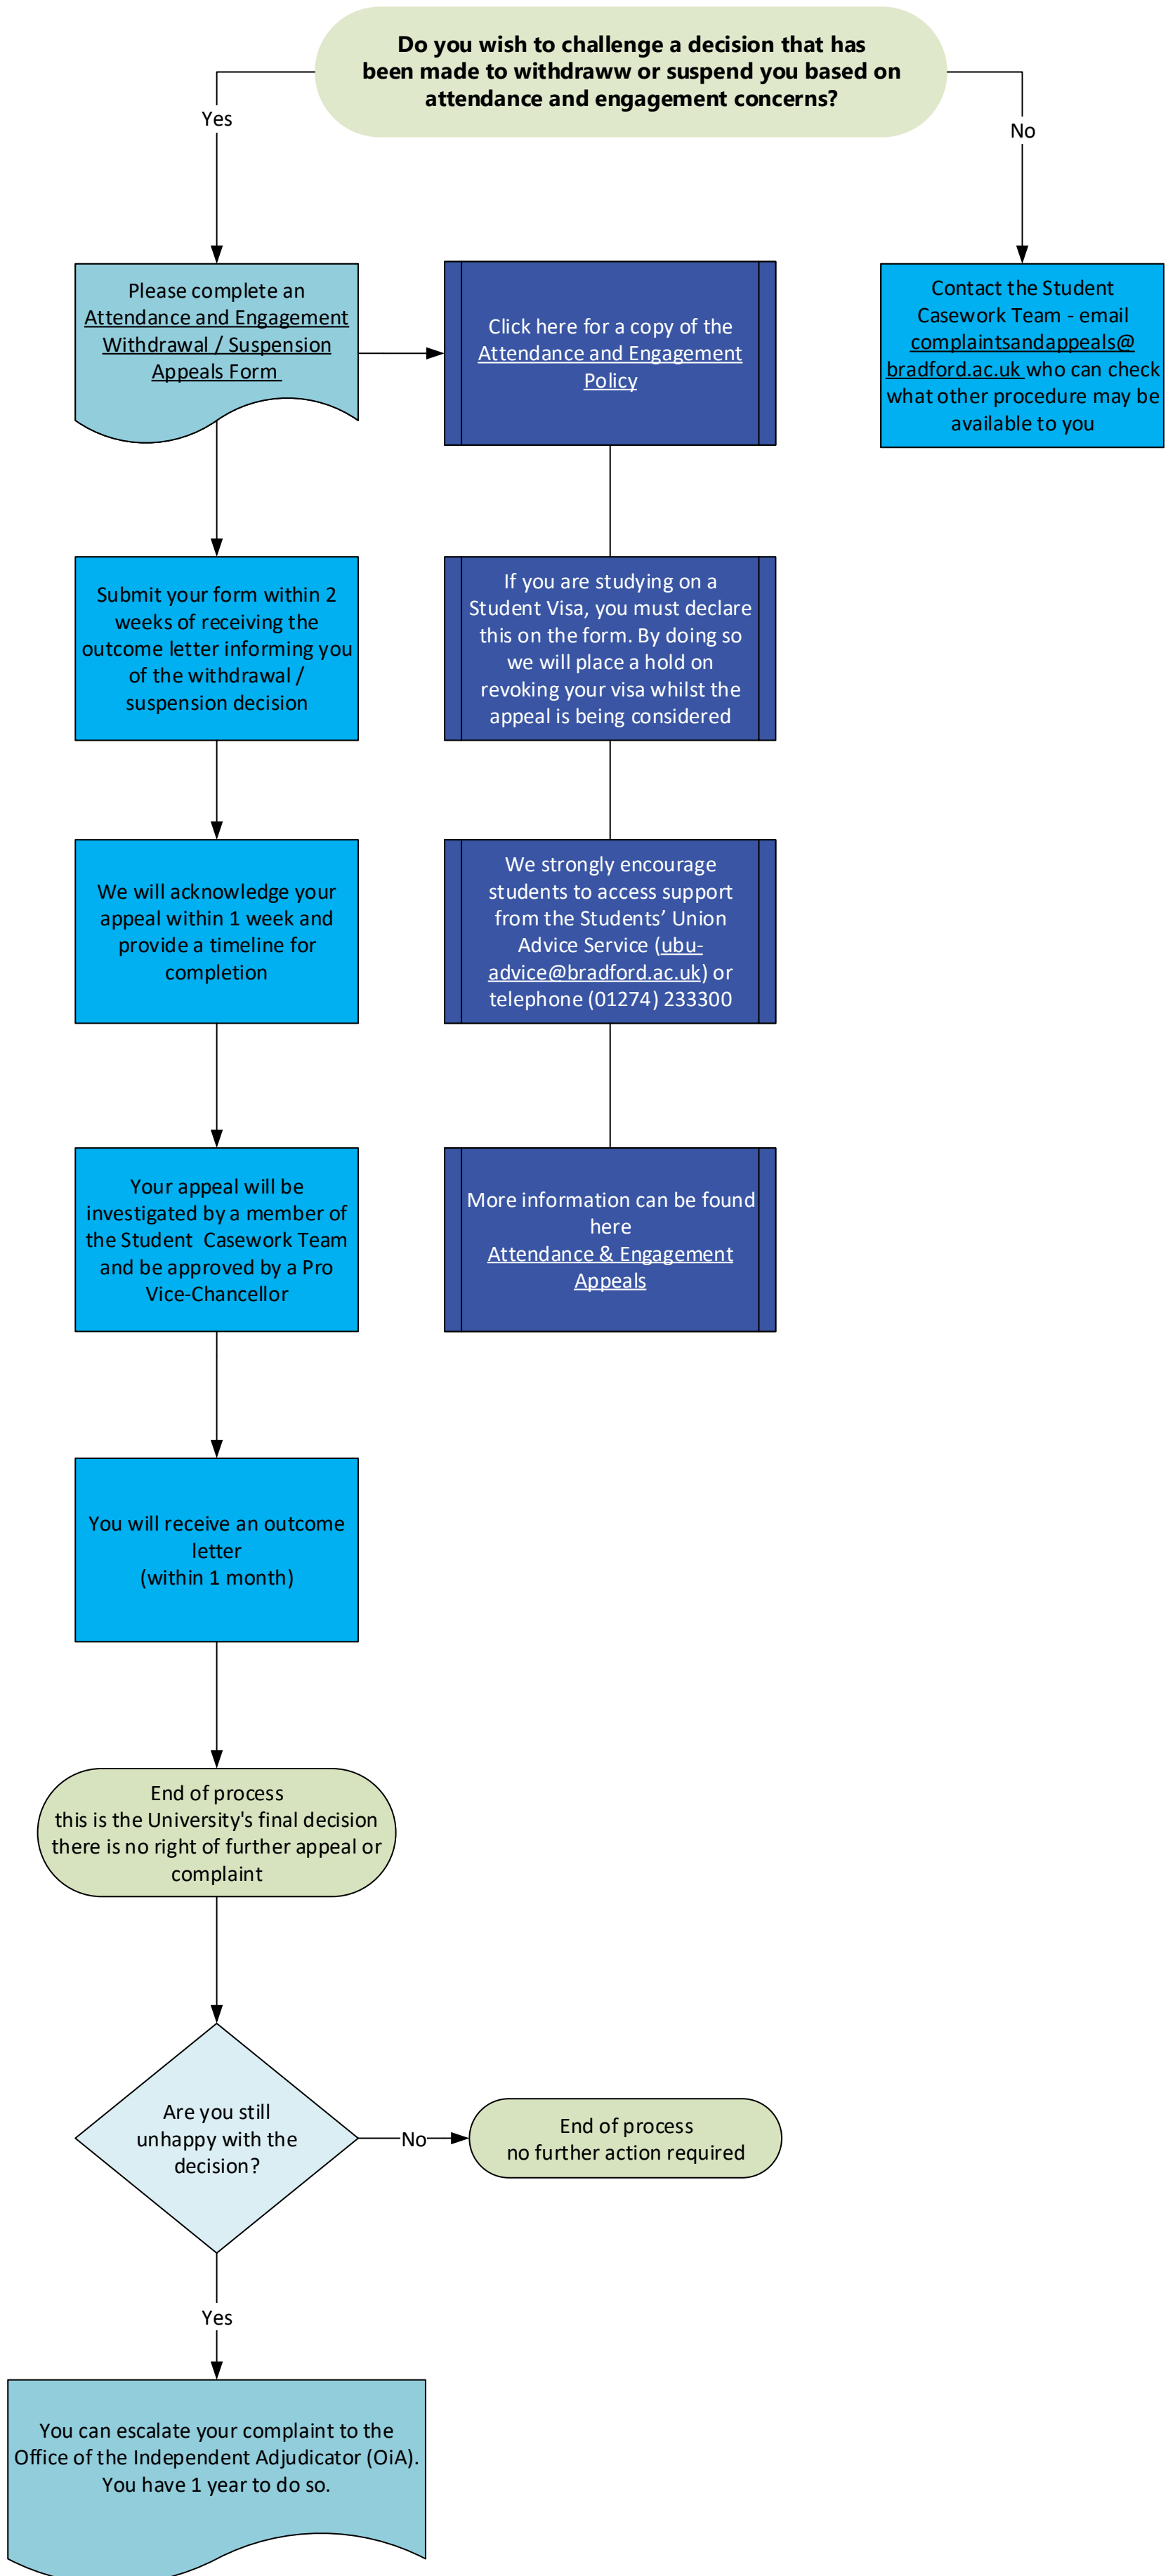 Do you wish to challenge a decision that has
been made to withdraww or suspend you based on
attendance and engagement concerns?
Yes
No
Please complete an
Attendance and Engagement
Withdrawal / Suspension
Appeals Form
Click here for a copy of the
Attendance and Engagement
Policy
Contact the Student
Casework Team - email
complaintsandappeals@
bradford.ac.uk who can check
what other procedure may be
available to you
Submit your form within 2
weeks of receiving the
outcome letter informing you
of the withdrawal /
suspension decision
If you are studying on a
Student Visa, you must declare
this on the form. By doing so
we will place a hold on
revoking your visa whilst the
appeal is being considered
We will acknowledge your
appeal within 1 week and
provide a timeline for
completion
We strongly encourage
students to access support
from the Students’ Union
Advice Service (ubu-
advice@bradford.ac.uk) or
telephone (01274) 233300
Your appeal will be
investigated by a member of
the Student  Casework Team
and be approved by a Pro
Vice-Chancellor
More information can be found
here
Attendance & Engagement
Appeals
You will receive an outcome
letter
(within 1 month)
End of process
this is the University's final decision
there is no right of further appeal or
complaint
Are you still
unhappy with the
decision?
No
End of process
no further action required
Yes
You can escalate your complaint to the
Office of the Independent Adjudicator (OiA).
You have 1 year to do so.